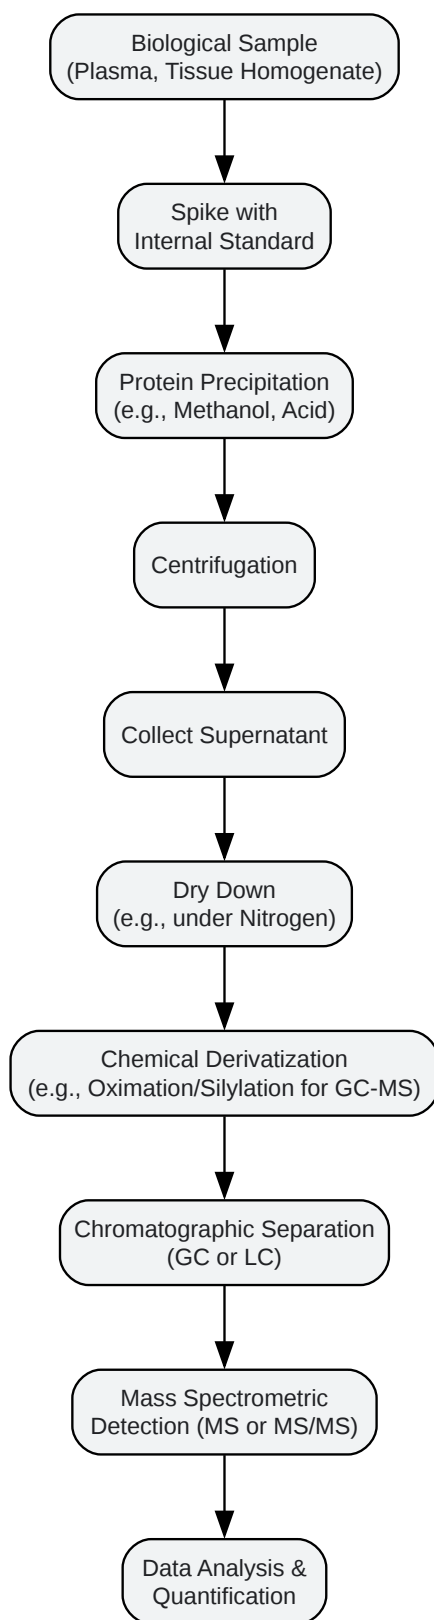 Biological Sample
(Plasma, Tissue Homogenate)
Spike with
Internal Standard
Protein Precipitation
(e.g., Methanol, Acid)
Centrifugation
Collect Supernatant
Dry Down
(e.g., under Nitrogen)
Chemical Derivatization
(e.g., Oximation/Silylation for GC-MS)
Chromatographic Separation
(GC or LC)
Mass Spectrometric
Detection (MS or MS/MS)
Data Analysis &
Quantification